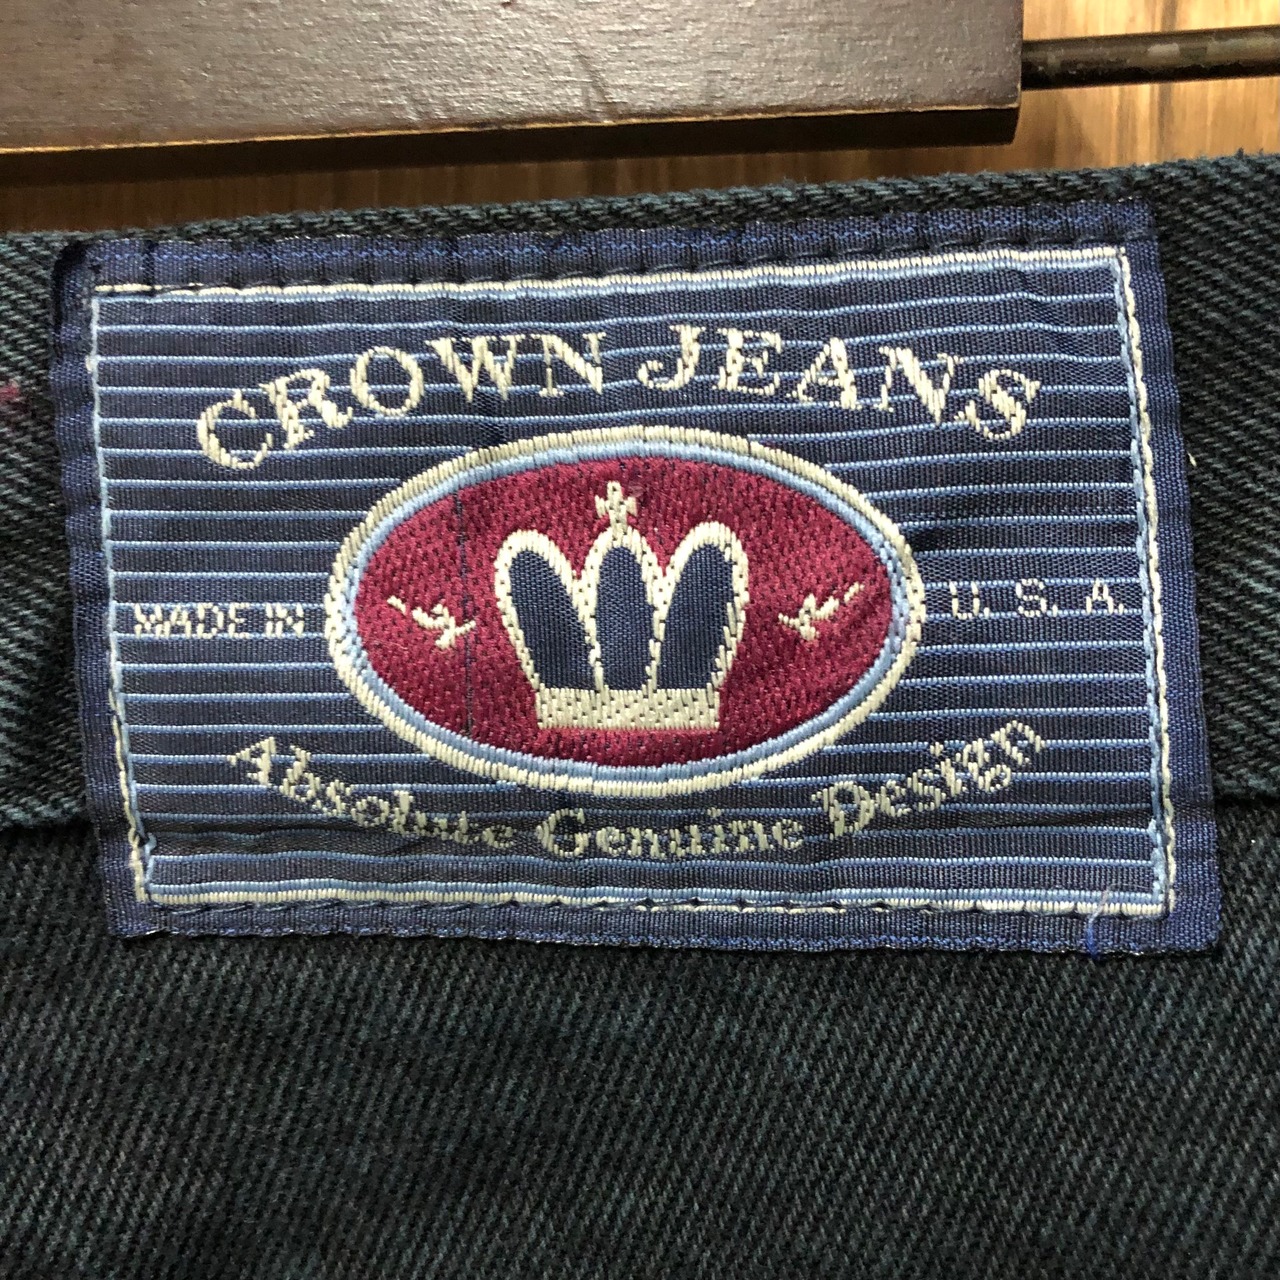 CROWN JEANS
MADE IN U. S. A.
Absolute Genuine Design